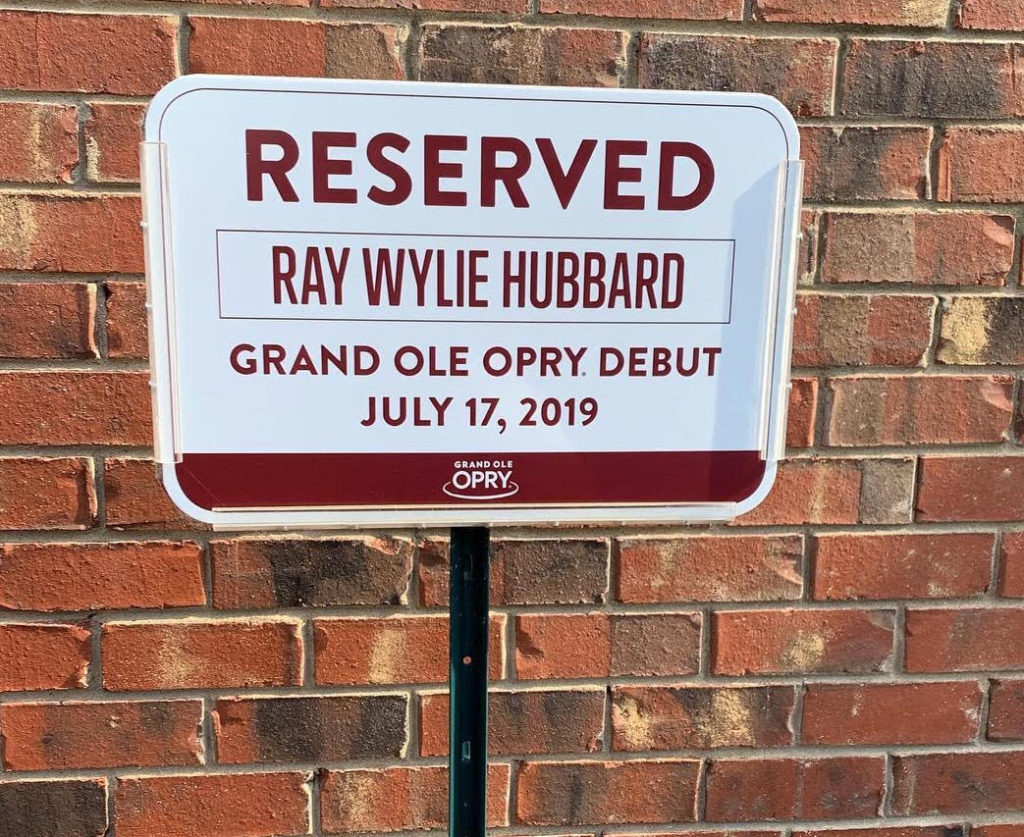 RESERVED
RAY WYLIE HUBBARD
GRAND OLE OPRY® DEBUT
JULY 17, 2019
GRAND OLE
OPRY